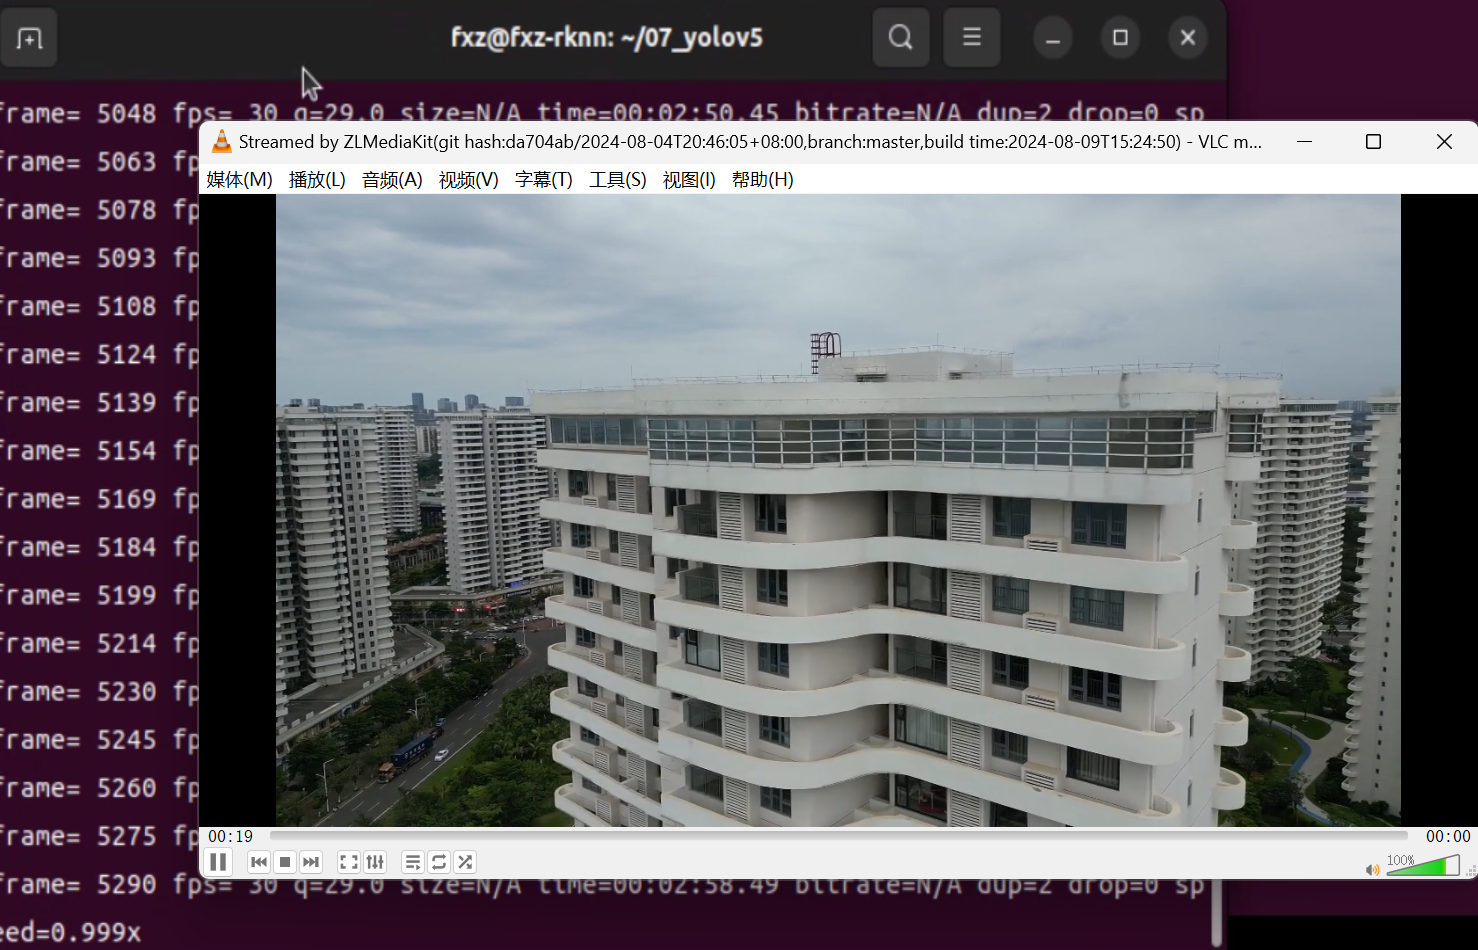 fxz@fxz-rknn: ~/07_yolov5
frame= 5048 fps= 30 q=29.0 size=N/A time=00:02:50.45 bitrate=N/A dup=2 drop=0 sp
Streamed by ZLMediaKit(git hash:da704ab/2024-08-04T20:46:05+08:00,branch:master,build time:2024-08-09T15:24:50) - VLC m...
媒体(M) 播放(L) 音频(A) 视频(V) 字幕(T) 工具(S) 视图(I) 帮助(H)
frame= 5063 fp
frame= 5078 fp
frame= 5093 fp
frame= 5108 fp
frame= 5124 fp
frame= 5139 fp
frame= 5154 fp
frame= 5169 fp
frame= 5184 fp
frame= 5199 fp
frame= 5214 fp
frame= 5230 fp
frame= 5245 fp
frame= 5260 fp
frame= 5275 fp
00:19 00:00
100%
frame= 5290 fps= 30 q=29.0 size=N/A time=00:02:58.49 bitrate=N/A dup=2 drop=0 sp
eed=0.999x